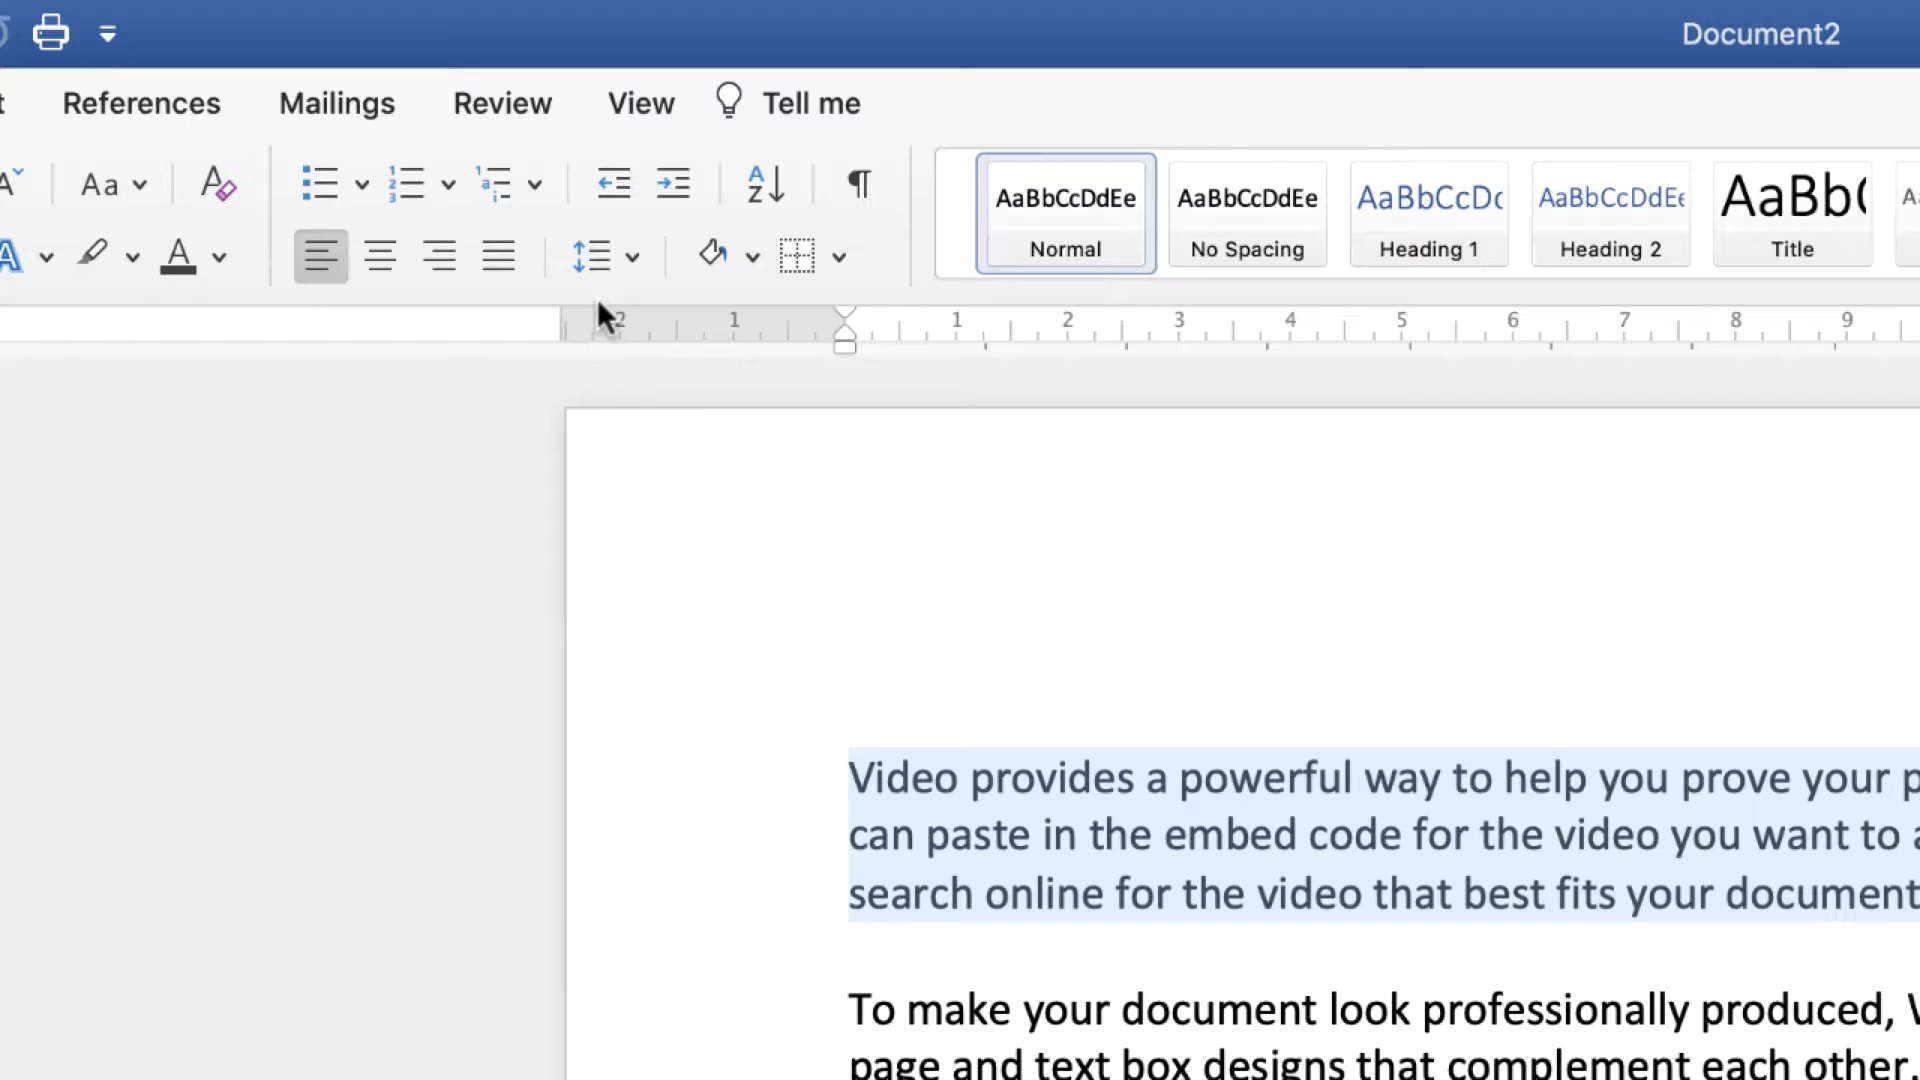 Document2
References Mailings Review View Tell me
Aa
AaBbCcDdEe AaBbCcDdEe AaBbCcDc AaBbCcDdEe AaBb(
Normal No Spacing Heading 1 Heading 2 Title
2 1 1 2 3 4 5 6 7 8 9
Video provides a powerful way to help you prove your p
can paste in the embed code for the video you want to a
search online for the video that best fits your document
To make your document look professionally produced, W
page and text box designs that complement each other.